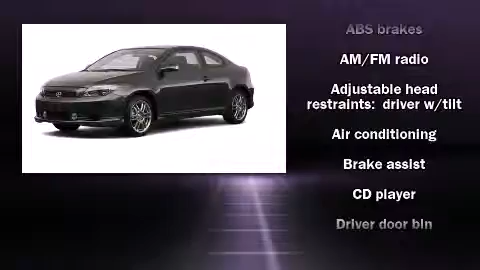 ABS brakes
AM/FM radio
Adjustable head
restraints: driver w/tilt
Air conditioning
Brake assist
CD player
Driver door bin